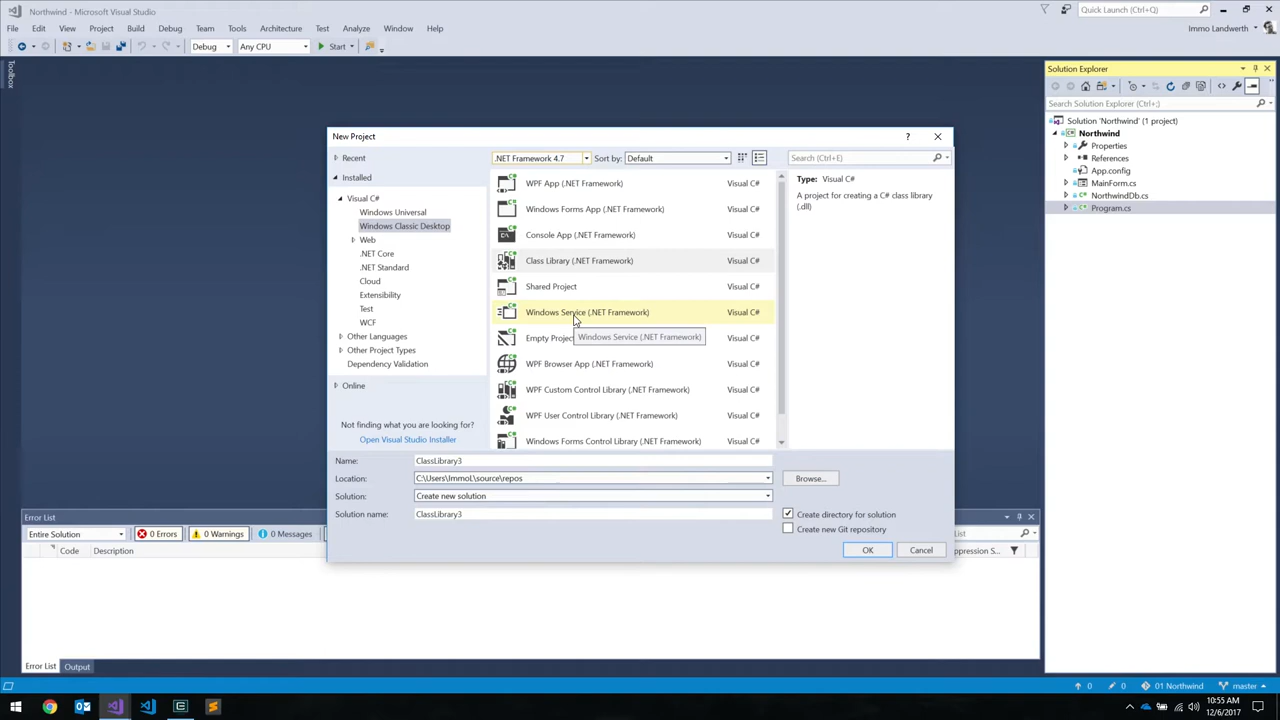 Northwind - Microsoft Visual Studio
Quick Launch (Ctrl+Q)
File Edit View Project Build Debug Team Tools Architecture Test Analyze Window Help
Immo Landwerth
Debug Any CPU Start
Toolbox
Solution Explorer
Search Solution Explorer (Ctrl+;)
Solution 'Northwind' (1 project)
Northwind
Properties
References
App.config
MainForm.cs
NorthwindDb.cs
Program.cs
New Project
Recent
.NET Framework 4.7
Sort by: Default
Search (Ctrl+E)
Installed
Visual C#
Windows Universal
Windows Classic Desktop
Web
.NET Core
.NET Standard
Cloud
Extensibility
Test
WCF
Other Languages
Other Project Types
Dependency Validation
Online
Not finding what you are looking for?
Open Visual Studio Installer
WPF App (.NET Framework) Visual C#
Windows Forms App (.NET Framework) Visual C#
Console App (.NET Framework) Visual C#
Class Library (.NET Framework) Visual C#
Shared Project Visual C#
Windows Service (.NET Framework) Visual C#
Empty Project Visual C#
Windows Service (.NET Framework)
WPF Browser App (.NET Framework) Visual C#
WPF Custom Control Library (.NET Framework) Visual C#
WPF User Control Library (.NET Framework) Visual C#
Windows Forms Control Library (.NET Framework) Visual C#
Type: Visual C#
A project for creating a C# class library
(.dll)
Name: ClassLibrary3
Location: C:\Users\ImmoL\source\repos
Browse...
Solution: Create new solution
Solution name: ClassLibrary3
Create directory for solution
Create new Git repository
OK Cancel
Error List
Entire Solution 0 Errors 0 Warnings 0 Messages
Code Description
Error List Output
0 0 01 Northwind master
10:55 AM
12/6/2017